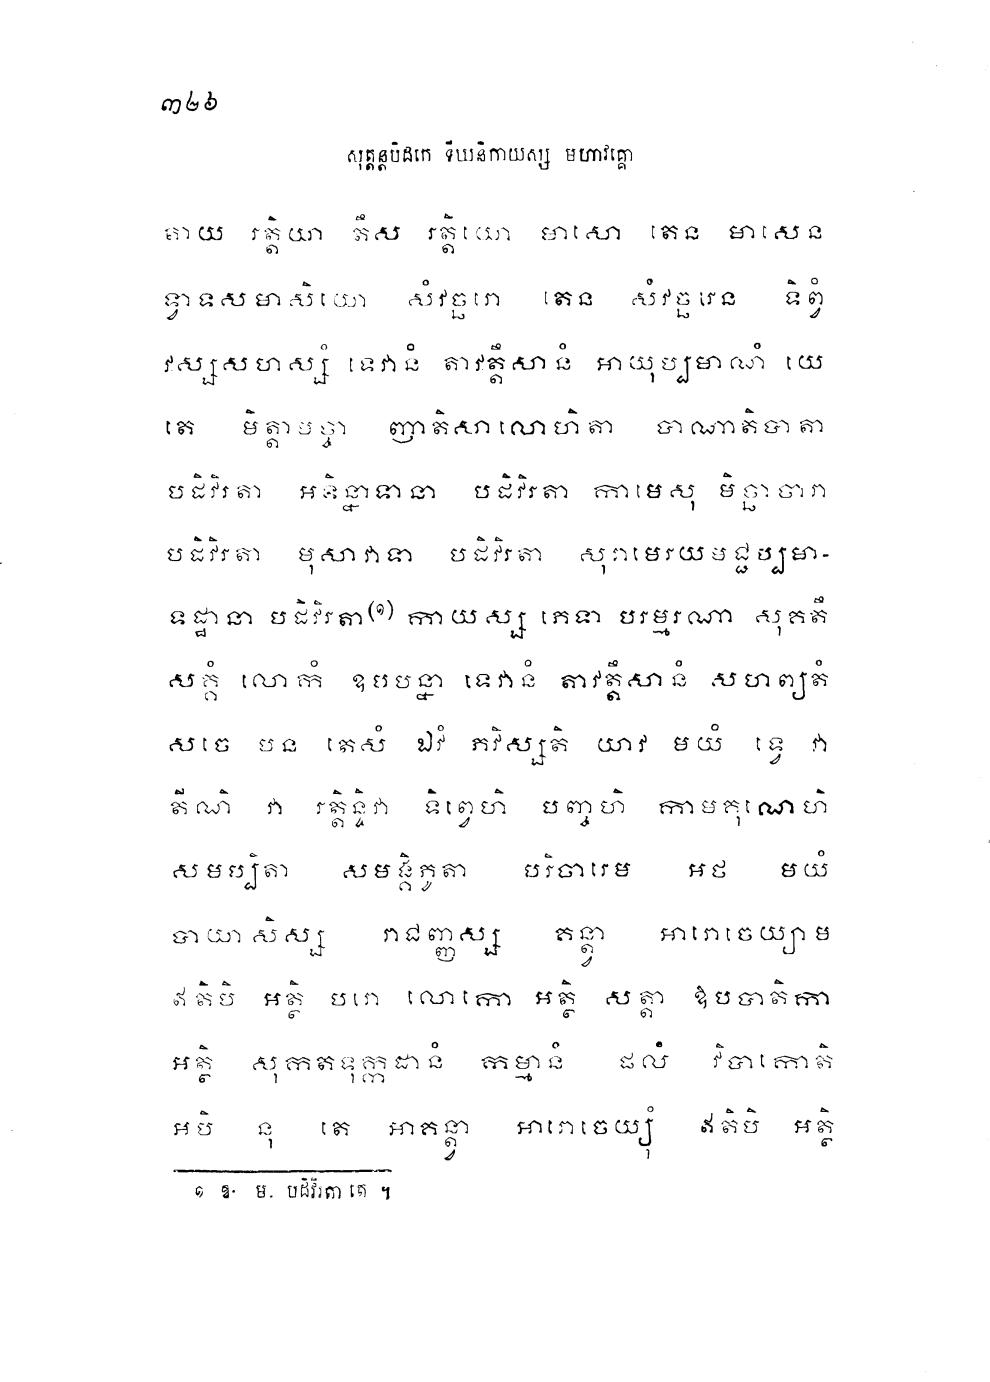 ៣២៦
សុត្តន្តបិដកេ ទីឃនិកាយស្ស មហាវគ្គោ
តាយ រត្តិយា តឹស រត្តិយោ មាសោ តេន មាសេន
ទ្វាទសមាសិយោ សំវច្ឆរោ តេន សំវច្ឆរេន ទិព្វំ
វស្សសហស្សំ ទេវានំ តាវត្តឹសានំ អាយុប្បមាណំ យេ
តេ មិត្តាមច្ចា ញាតិសាលោហិតា បាណាតិបាតា
បដិវិរតា អទិន្នាទានា បដិវិរតា កាមេសុ មិច្ឆាចារា
បដិវិរតា មុសាវាទា បដិវិរតា សុរាមេរយមជ្ជប្បមា-
ទដ្ឋានា បដិវិរតា(១) កាយស្ស ភេទា បរម្មរណា សុគតឹ
សគ្គំ លោកំ ឧបបន្នា ទេវានំ តាវត្តឹសានំ សហព្យតំ
សចេ បន តេសំ ឯវំ ភវិស្សតិ យាវ មយំ ទ្វេ វា
តីណិ វា រត្តិន្ទិវា ទិព្វេហិ បញ្ចហិ កាមគុណេហិ
សមប្បិតា សមង្គិភូតា បរិចារេម អថ មយំ
បាយាសិស្ស រាជញ្ញស្ស គន្ត្វា អារោចេយ្យាម
ឥតិបិ អត្ថិ បរោ លោកោ អត្ថិ សត្តា ឱបបាតិកា
អត្ថិ សុកតទុក្កដានំ កម្មានំ ផលំ វិបាកោតិ
អបិ នុ តេ អាគន្ត្វា អារោចេយ្យុំ ឥតិបិ អត្ថិ
១ ឱ. ម. បដិវិរតា តេ ។